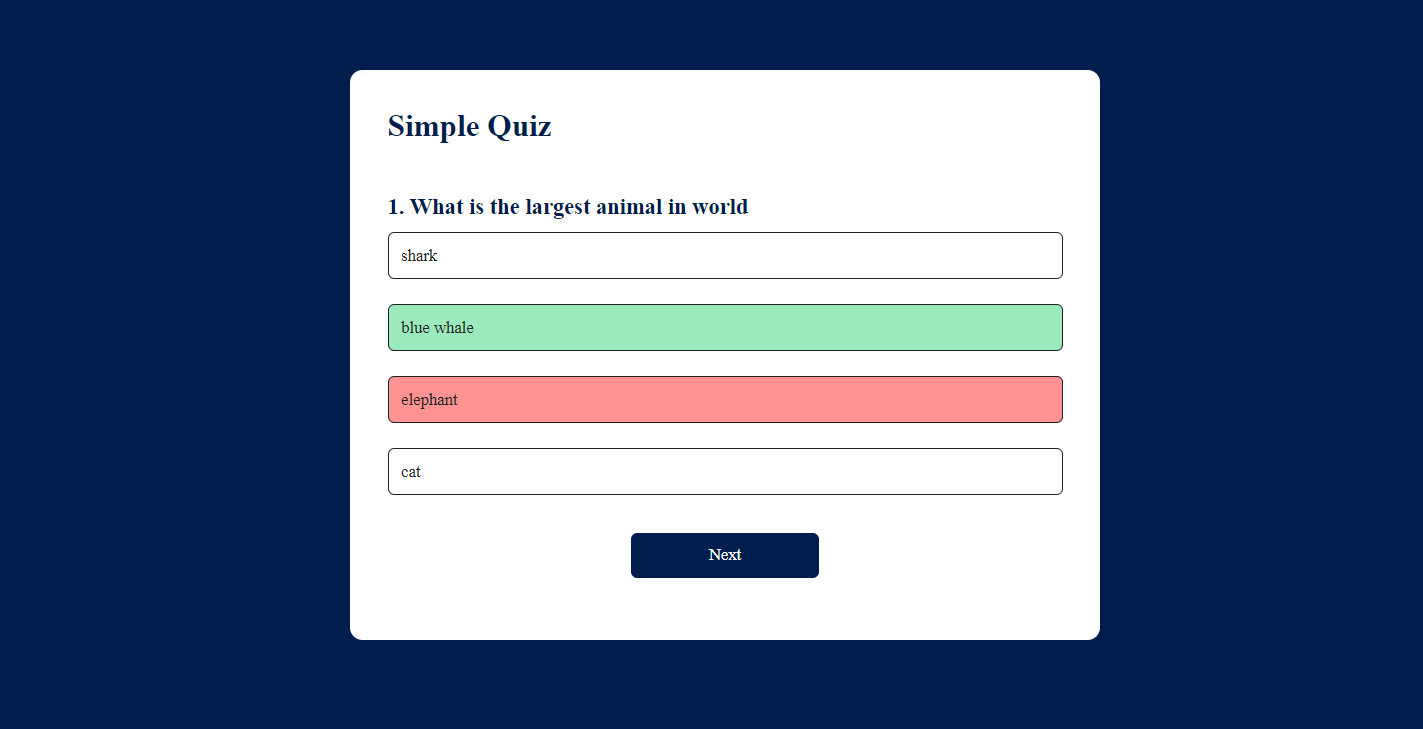 Simple Quiz
1. What is the largest animal in world
shark
blue whale
elephant
cat
Next